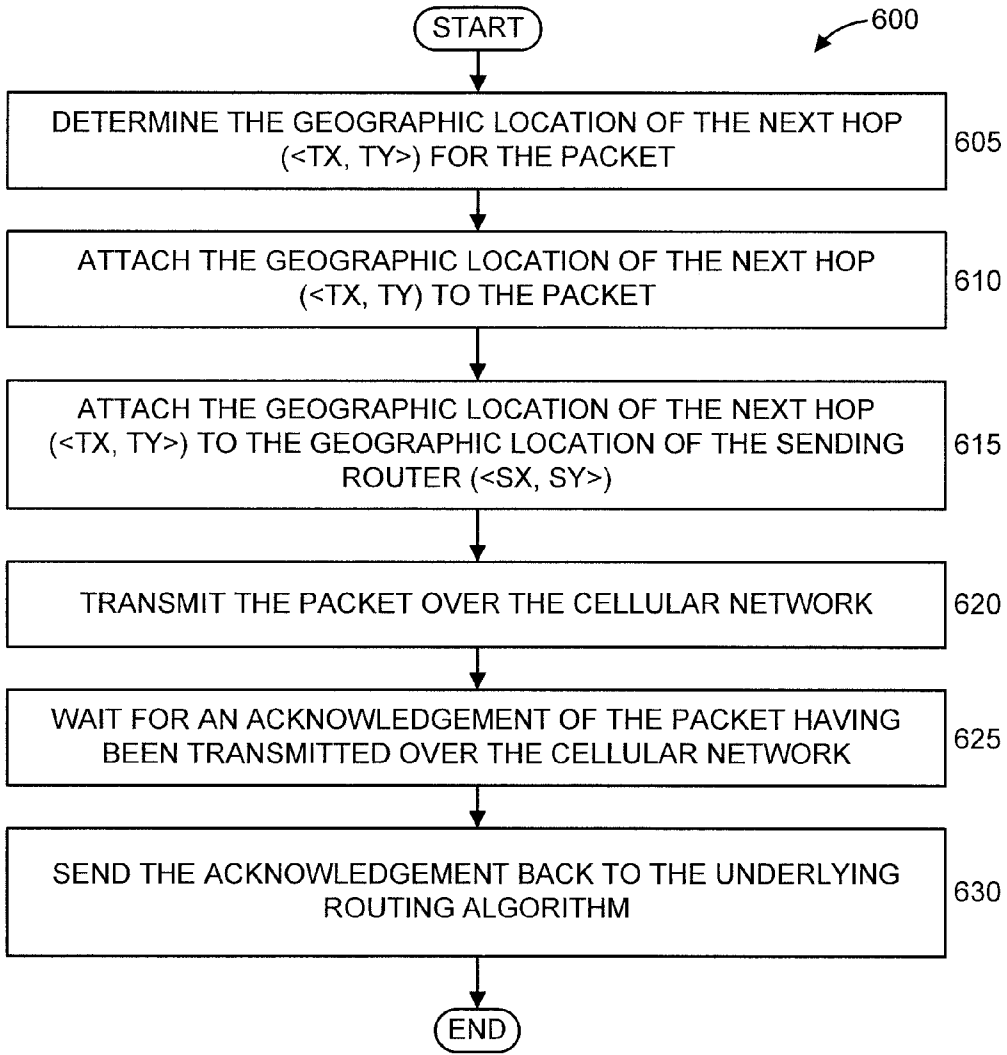 START
600
DETERMINE THE GEOGRAPHIC LOCATION OF THE NEXT HOP
(<TX, TY>) FOR THE PACKET
605
ATTACH THE GEOGRAPHIC LOCATION OF THE NEXT HOP
(<TX, TY) TO THE PACKET
610
ATTACH THE GEOGRAPHIC LOCATION OF THE NEXT HOP
(<TX, TY>) TO THE GEOGRAPHIC LOCATION OF THE SENDING
ROUTER (<SX, SY>)
615
TRANSMIT THE PACKET OVER THE CELLULAR NETWORK
620
WAIT FOR AN ACKNOWLEDGEMENT OF THE PACKET HAVING
BEEN TRANSMITTED OVER THE CELLULAR NETWORK
625
SEND THE ACKNOWLEDGEMENT BACK TO THE UNDERLYING
ROUTING ALGORITHM
630
END